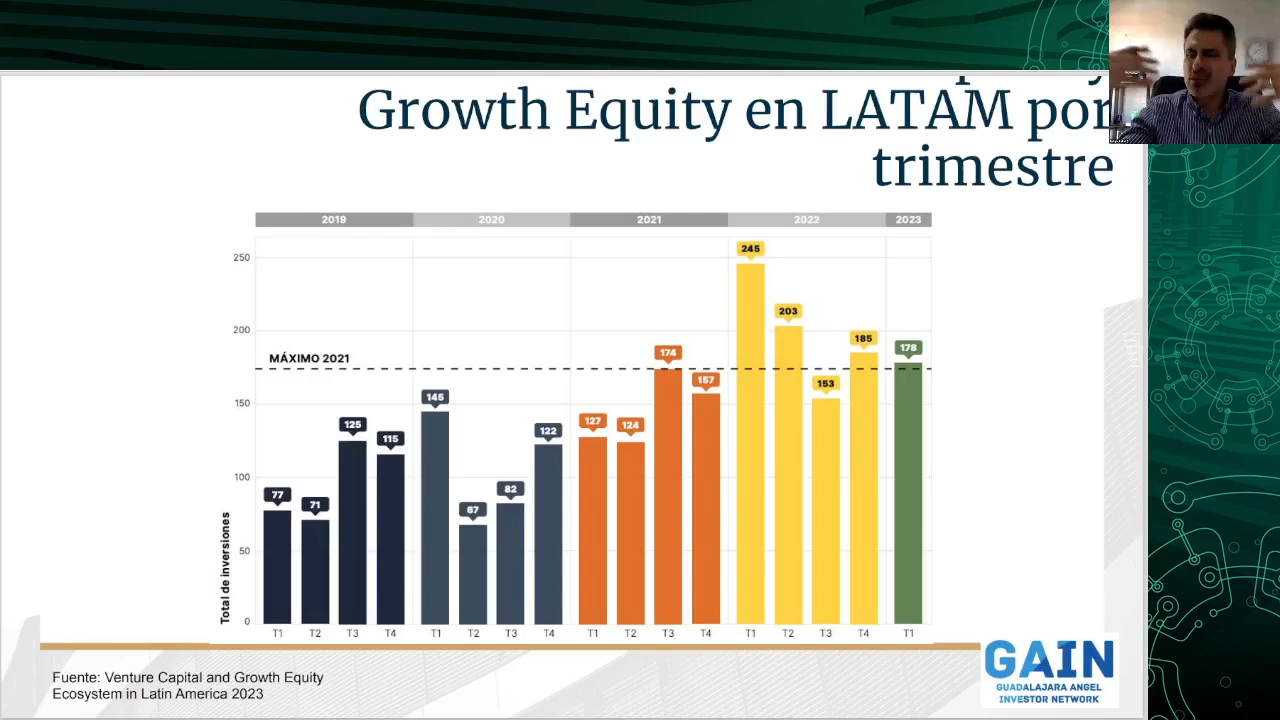 Growth Equity en LATAM por
trimestre
2019 2020 2021 2022 2023
250
200
150
100
50
0
Total de inversiones
MÁXIMO 2021
77
71
125
115
145
67
82
122
127
124
174
157
245
203
153
185
178
T1 T2 T3 T4 T1 T2 T3 T4 T1 T2 T3 T4 T1 T2 T3 T4 T1
Fuente: Venture Capital and Growth Equity
Ecosystem in Latin America 2023
GAIN
GUADALAJARA ANGEL
INVESTOR NETWORK